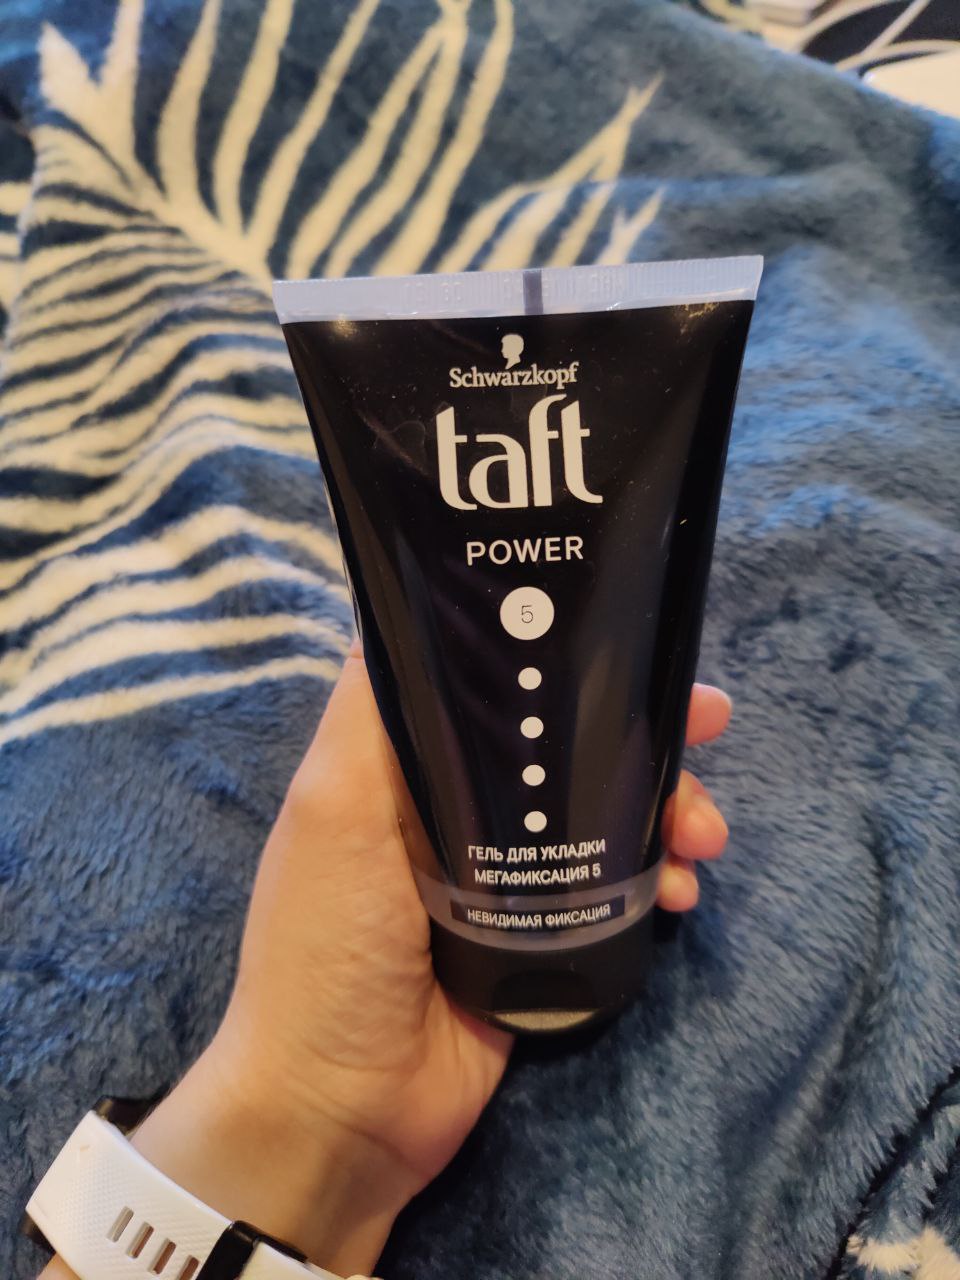 Schwarzkopf
taft
POWER
5
ГЕЛЬ ДЛЯ УКЛАДКИ
МЕГАФИКСАЦИЯ 5
НЕВИДИМАЯ ФИКСАЦИЯ